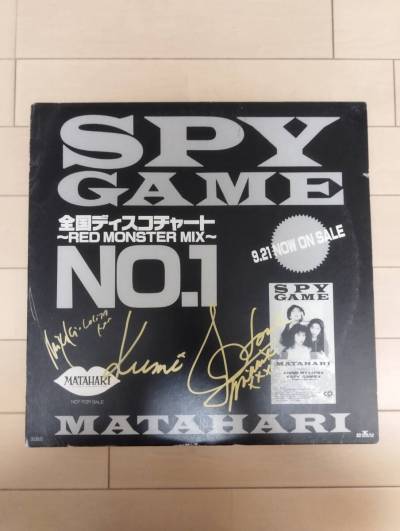 SPY
GAME
全国ディスコチャート
〜RED MONSTER MIX〜
9.21 NOW ON SALE
NO.1
SPY
GAME
MATAHARI
Kumi
MATAHARI
NOT FOR SALE
MATAHARI